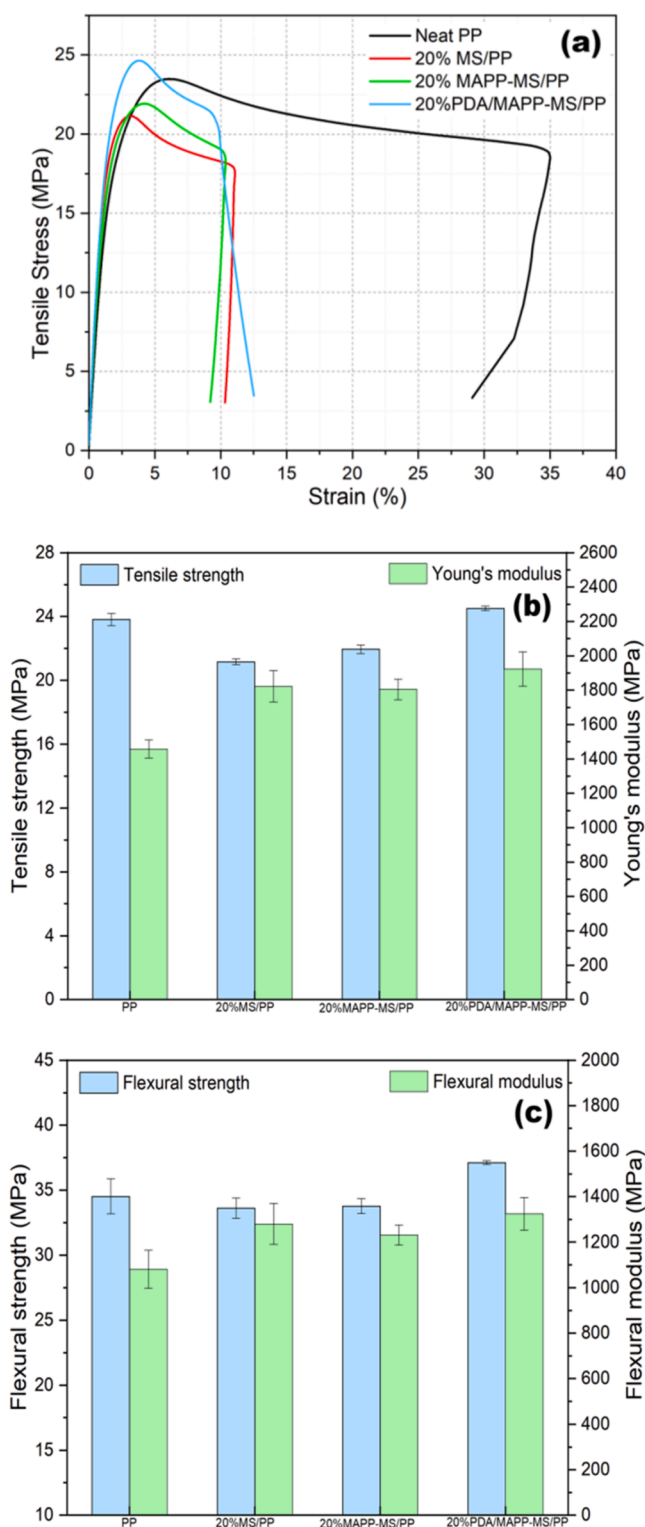 (a)
Neat PP
20% MS/PP
20% MAPP-MS/PP
20%PDA/MAPP-MS/PP
Tensile Stress (MPa)
25
20
15
10
5
0
0 5 10 15 20 25 30 35 40
Strain (%)
Tensile strength
Young's modulus
(b)
Tensile strength (MPa)
28
24
20
16
12
8
4
0
Young's modulus (MPa)
2600
2400
2200
2000
1800
1600
1400
1200
1000
800
600
400
200
0
PP 20%MS/PP 20%MAPP-MS/PP 20%PDA/MAPP-MS/PP
Flexural strength
Flexural modulus
(c)
Flexural strength (MPa)
45
40
35
30
25
20
15
10
Flexural modulus (MPa)
2000
1800
1600
1400
1200
1000
800
600
400
200
0
PP 20%MS/PP 20%MAPP-MS/PP 20%PDA/MAPP-MS/PP